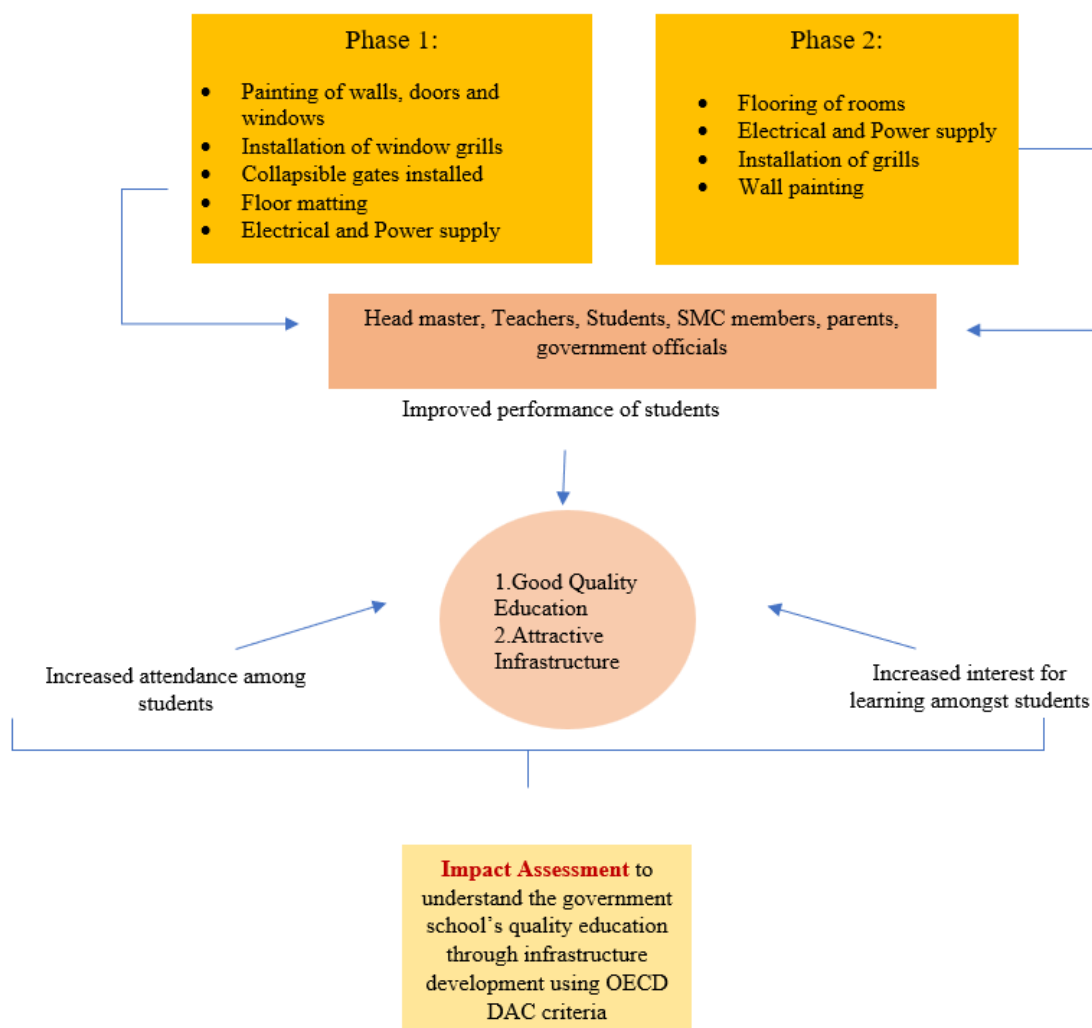 Phase 1:
• Painting of walls, doors and
windows
• Installation of window grills
• Collapsible gates installed
• Floor matting
• Electrical and Power supply
Phase 2:
• Flooring of rooms
• Electrical and Power supply
• Installation of grills
• Wall painting
Head master, Teachers, Students, SMC members, parents,
government officials
Improved performance of students
1.Good Quality
Education
2.Attractive
Infrastructure
Increased attendance among
students
Increased interest for
learning amongst students
Impact Assessment to
understand the government
school’s quality education
through infrastructure
development using OECD
DAC criteria